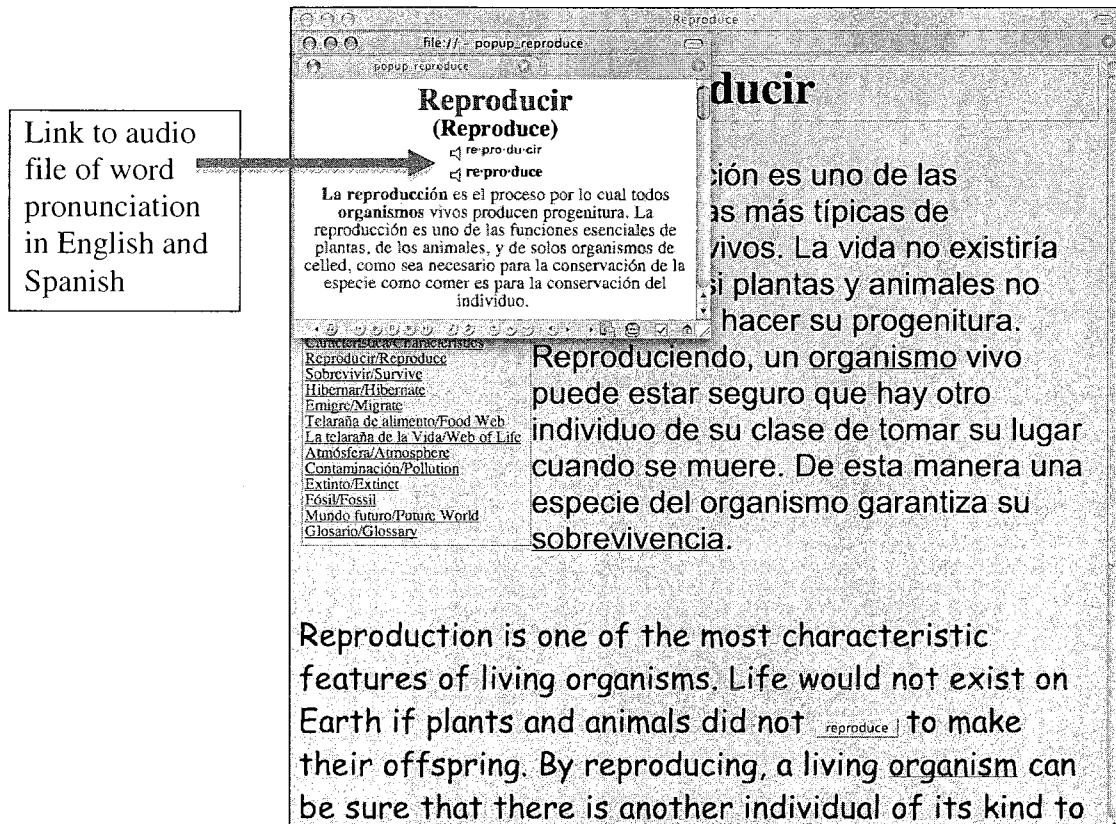 Reproduce
file:// - popup_reproduce
popup_reproduce
Reproducir
(Reproduce)
re·pro·du·cir
re·pro·duce
La reproducción es el proceso por lo cual todos
organismos vivos producen progenitura. La
reproducción es uno de las funciones esenciales de
plantas, de los animales, y de solos organismos de
celled, como sea necesario para la conservación de la
especie como comer es para la conservación del
individuo.
Link to audio
file of word
pronunciation
in English and
Spanish
ducir
ión es uno de las
as más típicas de
vivos. La vida no existiría
si plantas y animales no
hacer su progenitura.
Reproduciendo, un organismo vivo
puede estar seguro que hay otro
individuo de su clase de tomar su lugar
cuando se muere. De esta manera una
especie del organismo garantiza su
sobrevivencia.
Característica/Characteristics
Reproducir/Reproduce
Sobrevivir/Survive
Hibernar/Hibernate
Emigre/Migrate
Telaraña de alimento/Food Web
La telaraña de la Vida/Web of Life
Atmósfera/Atmosphere
Contaminación/Pollution
Extinto/Extinct
Fósil/Fossil
Mundo futuro/Future World
Glosario/Glossary
Reproduction is one of the most characteristic
features of living organisms. Life would not exist on
Earth if plants and animals did not reproduce to make
their offspring. By reproducing, a living organism can
be sure that there is another individual of its kind to